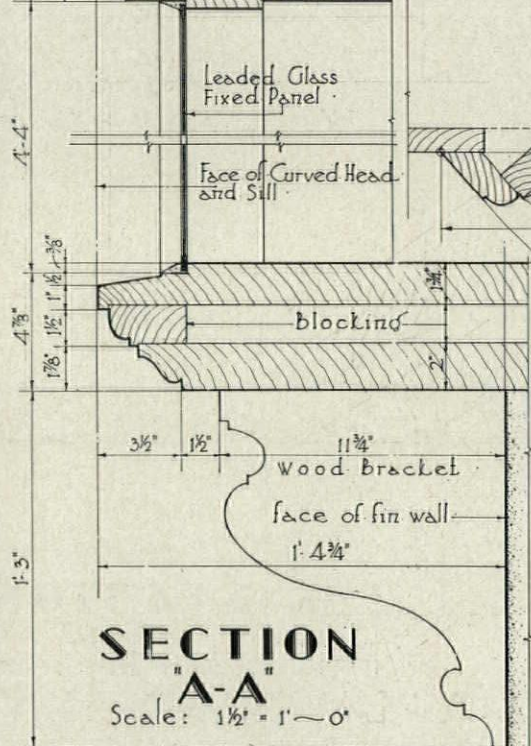 Leaded Glass
Fixed Panel
4'-4"
Face of Curved Head
and Sill
3/8"
1/2"
1"
1 3/4"
4 7/8"
1 1/2"
Blocking
1 7/8"
2"
3 1/2"
1 1/2"
11 3/4"
Wood Bracket
face of fin wall
1'-4 3/4"
1'-3"
SECTION
"A-A"
Scale: 1 1/2" = 1'~0"